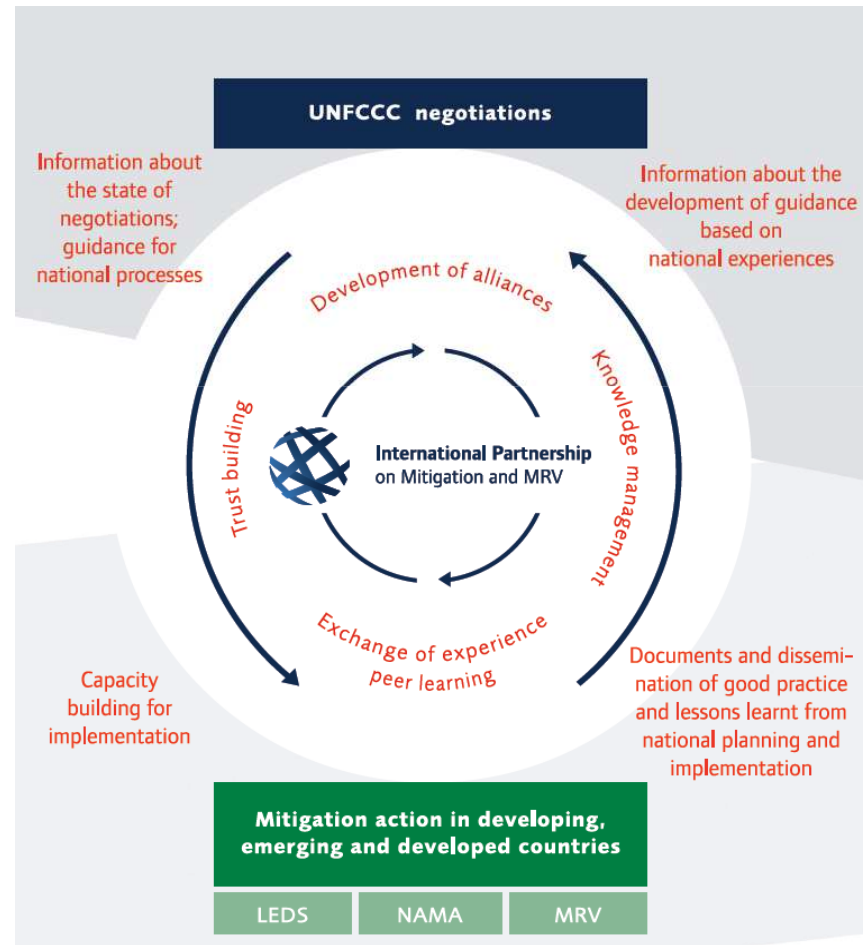 UNFCCC negotiations
Information about
the state of
negotiations;
guidance for
national processes
Information about the
development of guidance
based on
national experiences
Development of alliances
Trust building
Knowledge management
International Partnership
on Mitigation and MRV
Exchange of experience
peer learning
Capacity
building for
implementation
Documents and dissemi-
nation of good practice
and lessons learnt from
national planning and
implementation
Mitigation action in developing,
emerging and developed countries
LEDS
NAMA
MRV